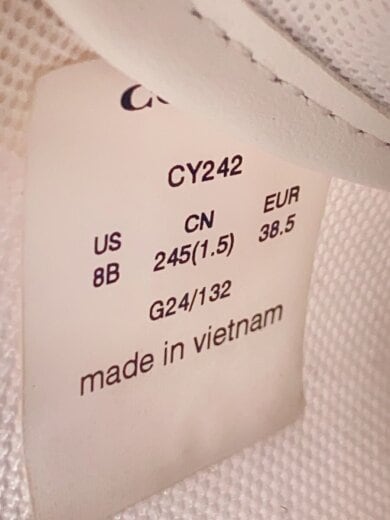 CY242
US CN EUR
8B 245(1.5) 38.5
G24/132
made in vietnam